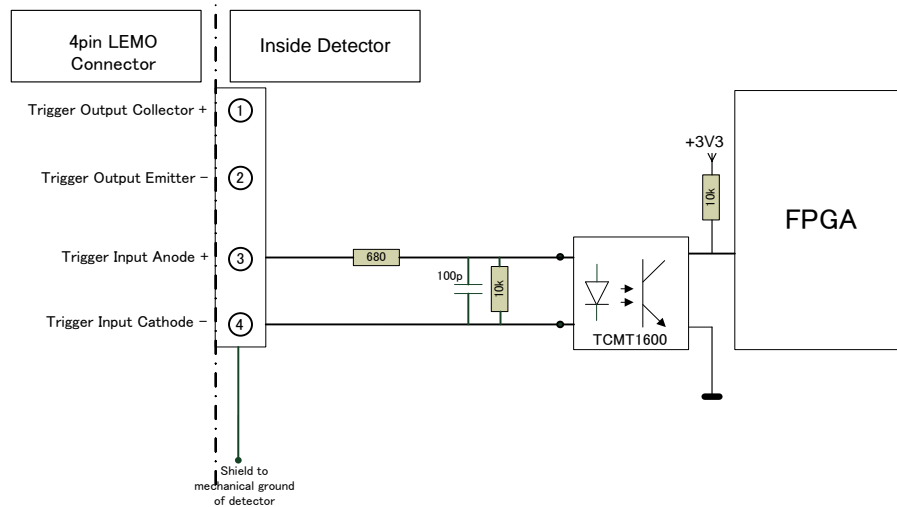 4pin LEMO
Connector
Inside Detector
Trigger Output Collector +
1
Trigger Output Emitter -
2
Trigger Input Anode +
3
Trigger Input Cathode -
4
680
100p
10k
+3V3
10k
FPGA
TCMT1600
Shield to
mechanical ground
of detector